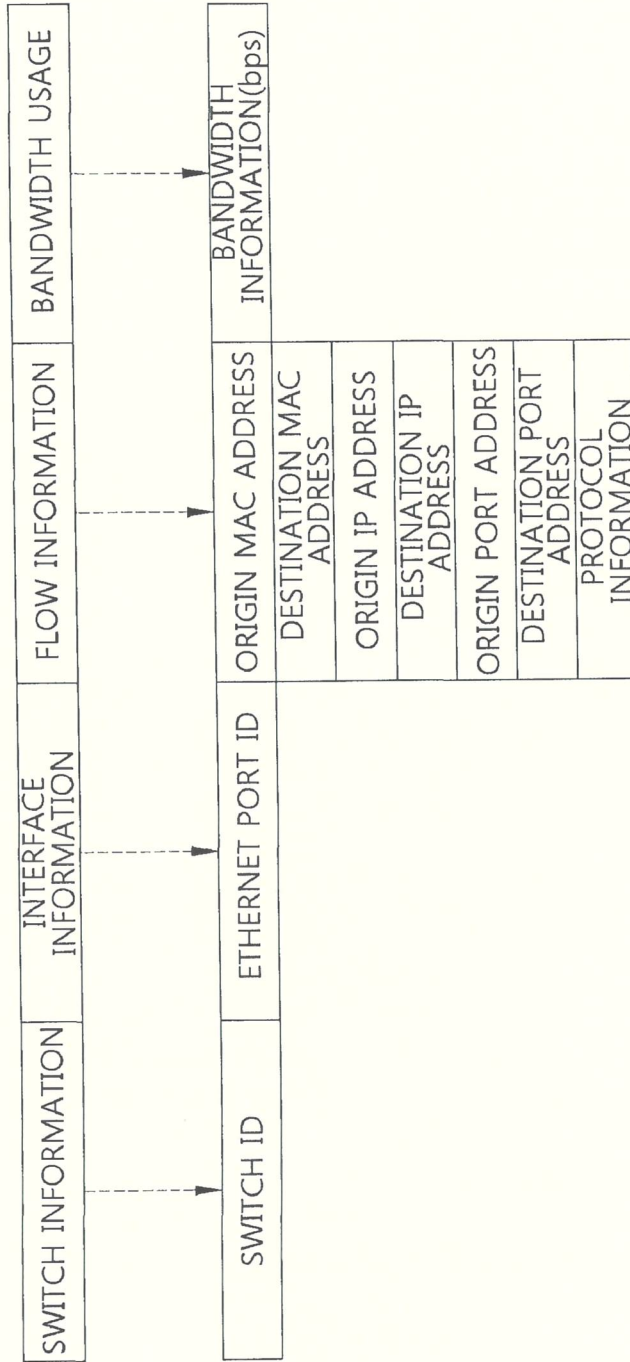 SWITCH INFORMATION
INTERFACE
INFORMATION
FLOW INFORMATION
BANDWIDTH USAGE
SWITCH ID
ETHERNET PORT ID
ORIGIN MAC ADDRESS
BANDWIDTH
INFORMATION(bps)
DESTINATION MAC
ADDRESS
ORIGIN IP ADDRESS
DESTINATION IP
ADDRESS
ORIGIN PORT ADDRESS
DESTINATION PORT
ADDRESS
PROTOCOL
INFORMATION